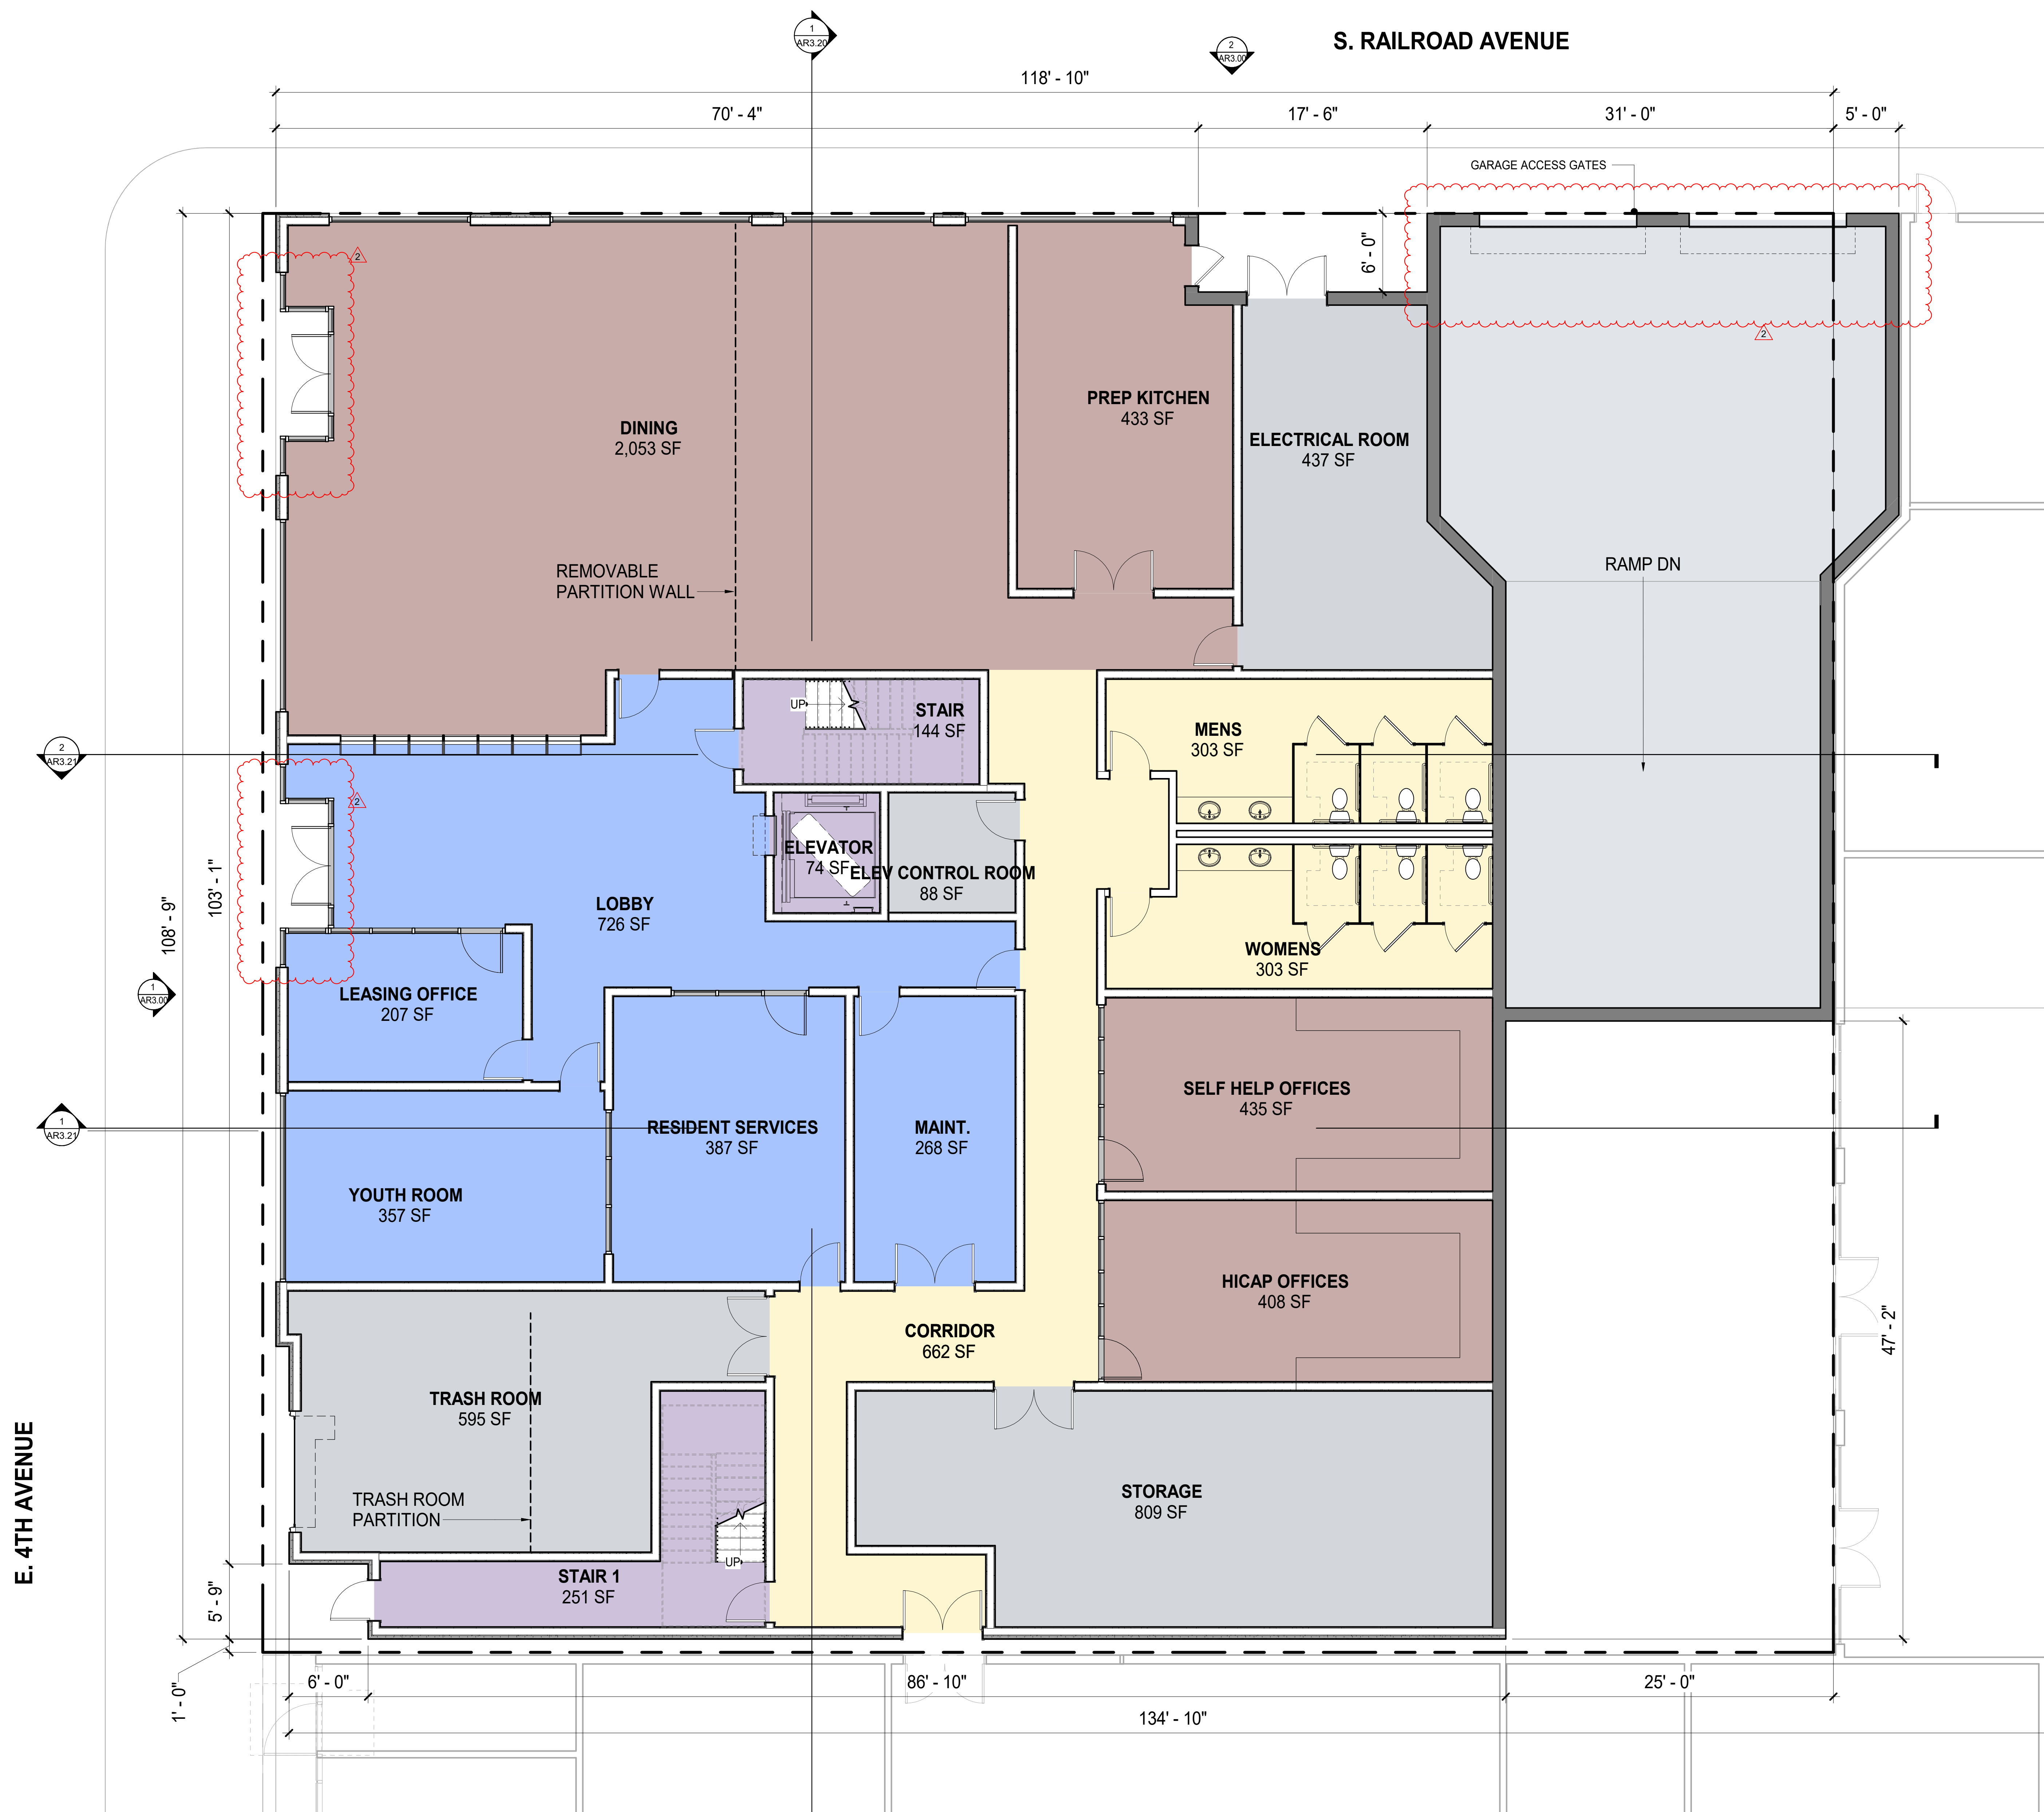 1
AR3.20
2
AR3.00
S. RAILROAD AVENUE
118' - 10"
70' - 4"
17' - 6"
31' - 0"
5' - 0"
GARAGE ACCESS GATES
2
6' - 0"
2
PREP KITCHEN
433 SF
DINING
2,053 SF
ELECTRICAL ROOM
437 SF
REMOVABLE
PARTITION WALL
RAMP DN
UP
STAIR
144 SF
MENS
303 SF
2
AR3.21
2
ELEVATOR
74 SF
ELEV CONTROL ROOM
88 SF
LOBBY
726 SF
103' - 1"
108' - 9"
WOMENS
303 SF
1
AR3.00
LEASING OFFICE
207 SF
SELF HELP OFFICES
435 SF
1
AR3.21
RESIDENT SERVICES
387 SF
MAINT.
268 SF
YOUTH ROOM
357 SF
HICAP OFFICES
408 SF
CORRIDOR
662 SF
47' - 2"
TRASH ROOM
595 SF
E. 4TH AVENUE
TRASH ROOM
PARTITION
STORAGE
809 SF
UP
STAIR 1
251 SF
5' - 9"
1' - 0"
6' - 0"
86' - 10"
25' - 0"
134' - 10"